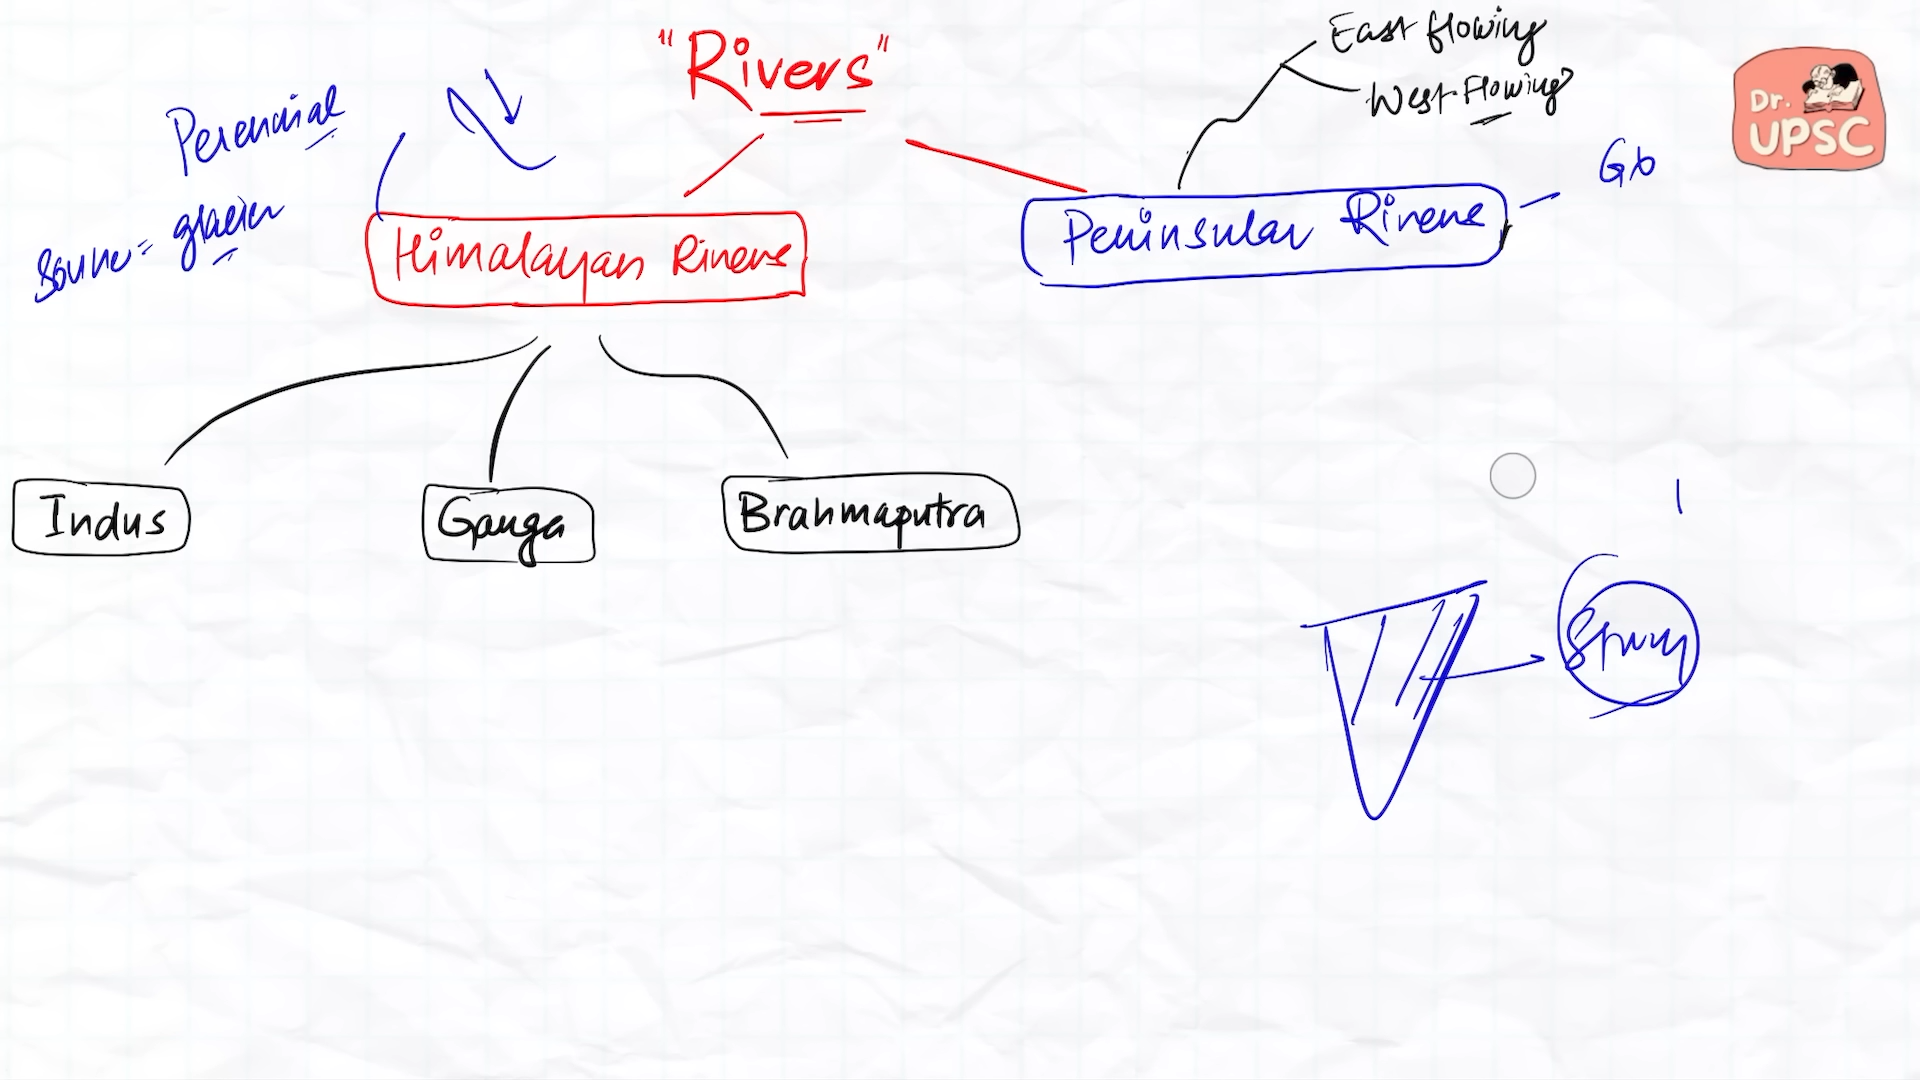 "Rivers"
East flowing
West Flowing
Dr.
UPSC
Perennial
Source = glacier
Himalayan Rivers
Peninsular Rivers
Indus
Ganga
Brahmaputra